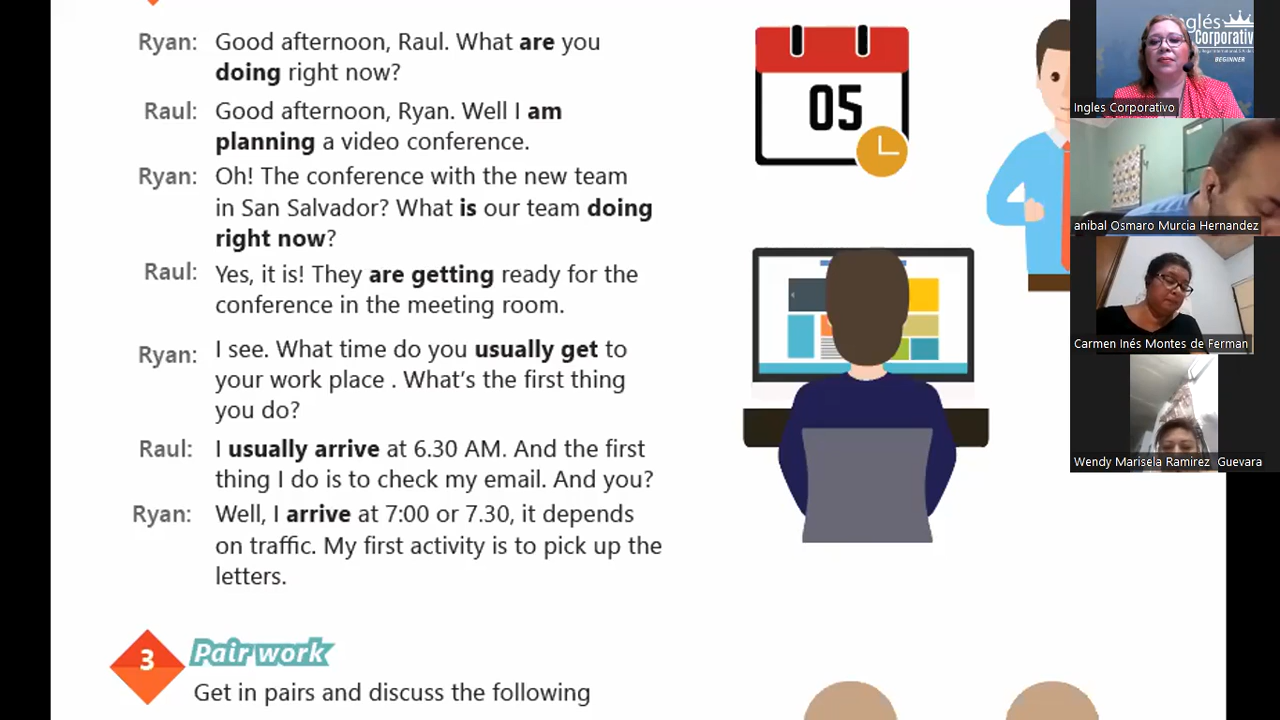 Ryan: Good afternoon, Raul. What are you
doing right now?
Raul: Good afternoon, Ryan. Well I am
planning a video conference.
Ryan: Oh! The conference with the new team
in San Salvador? What is our team doing
right now?
Raul: Yes, it is! They are getting ready for the
conference in the meeting room.
Ryan: I see. What time do you usually get to
your work place . What's the first thing
you do?
Raul: I usually arrive at 6.30 AM. And the first
thing I do is to check my email. And you?
Ryan: Well, I arrive at 7:00 or 7.30, it depends
on traffic. My first activity is to pick up the
letters.
3 Pair work
Get in pairs and discuss the following
05
Inglés
Corporativo
BEGINNER
Ingles Corporativo
anibal Osmaro Murcia Hernandez
Carmen Inés Montes de Ferman
Wendy Marisela Ramirez Guevara